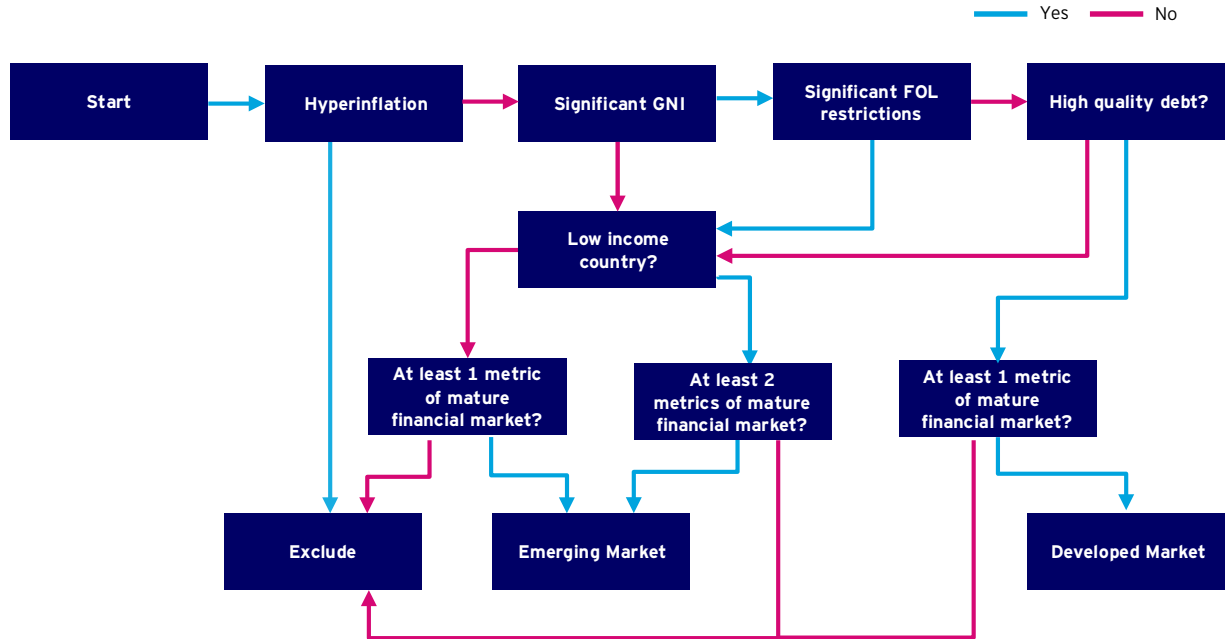 Yes
No
Start
Hyperinflation
Significant GNI
Significant FOL
restrictions
High quality debt?
Low income
country?
At least 1 metric
of mature
financial market?
At least 2
metrics of mature
financial market?
At least 1 metric
of mature
financial market?
Exclude
Emerging Market
Developed Market